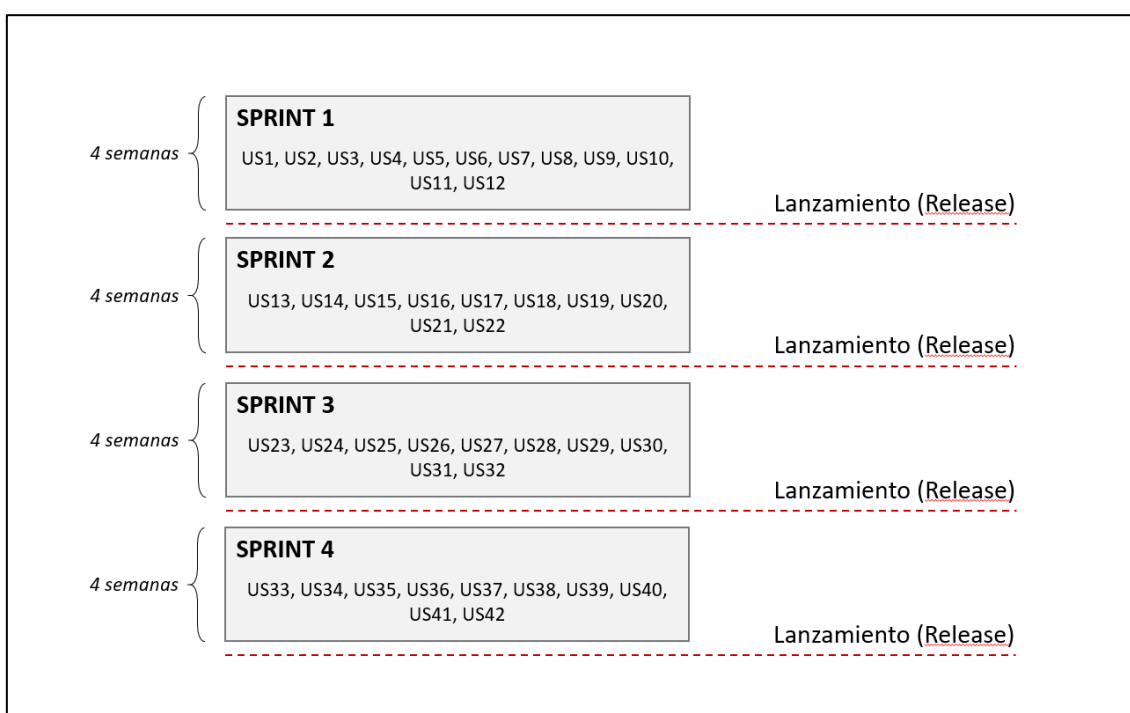 SPRINT 1
4 semanas
US1, US2, US3, US4, US5, US6, US7, US8, US9, US10,
US11, US12
Lanzamiento (Release)
SPRINT 2
4 semanas
US13, US14, US15, US16, US17, US18, US19, US20,
US21, US22
Lanzamiento (Release)
SPRINT 3
4 semanas
US23, US24, US25, US26, US27, US28, US29, US30,
US31, US32
Lanzamiento (Release)
SPRINT 4
4 semanas
US33, US34, US35, US36, US37, US38, US39, US40,
US41, US42
Lanzamiento (Release)